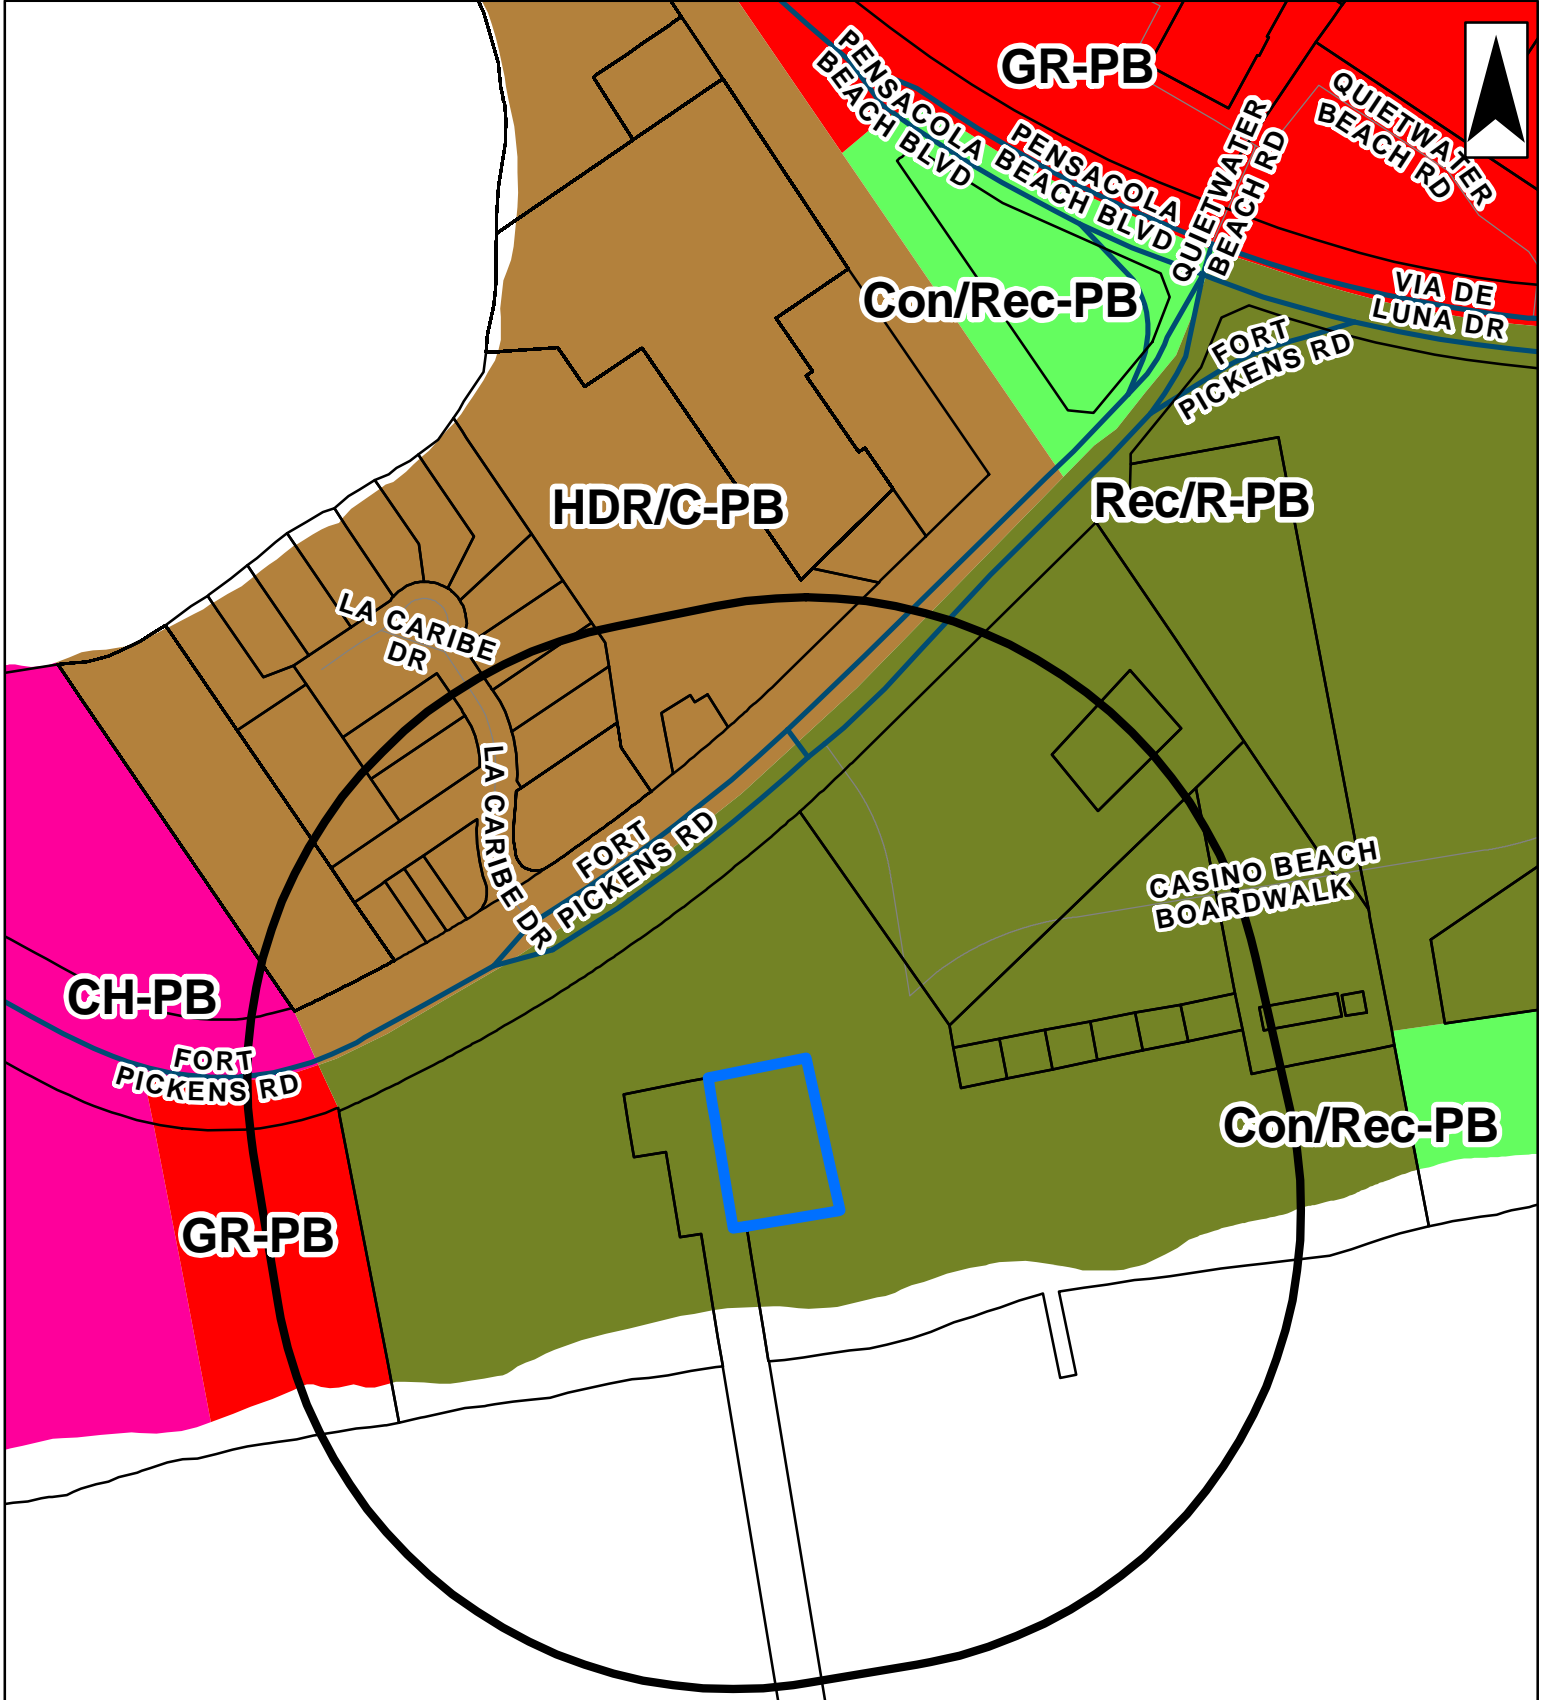 GR-PB
PENSACOLA
BEACH BLVD
PENSACOLA
BEACH BLVD
QUIETWATER
BEACH RD
QUIETWATER
BEACH RD
VIA DE
LUNA DR
Con/Rec-PB
FORT
PICKENS RD
HDR/C-PB
Rec/R-PB
LA CARIBE
DR
LA CARIBE DR
FORT
PICKENS RD
CASINO BEACH
BOARDWALK
CH-PB
FORT
PICKENS RD
Con/Rec-PB
GR-PB